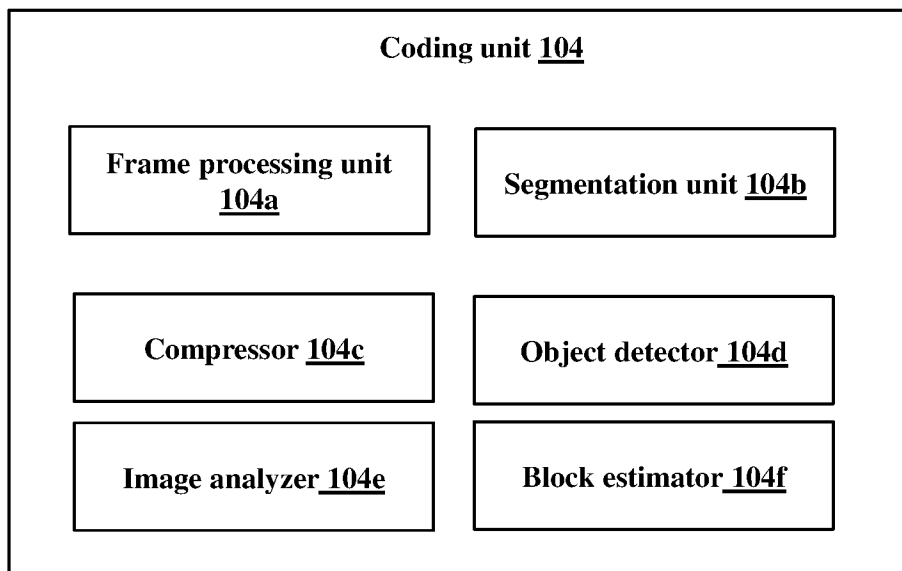 Coding unit 104
Frame processing unit
104a
Segmentation unit 104b
Compressor 104c
Object detector 104d
Image analyzer 104e
Block estimator 104f